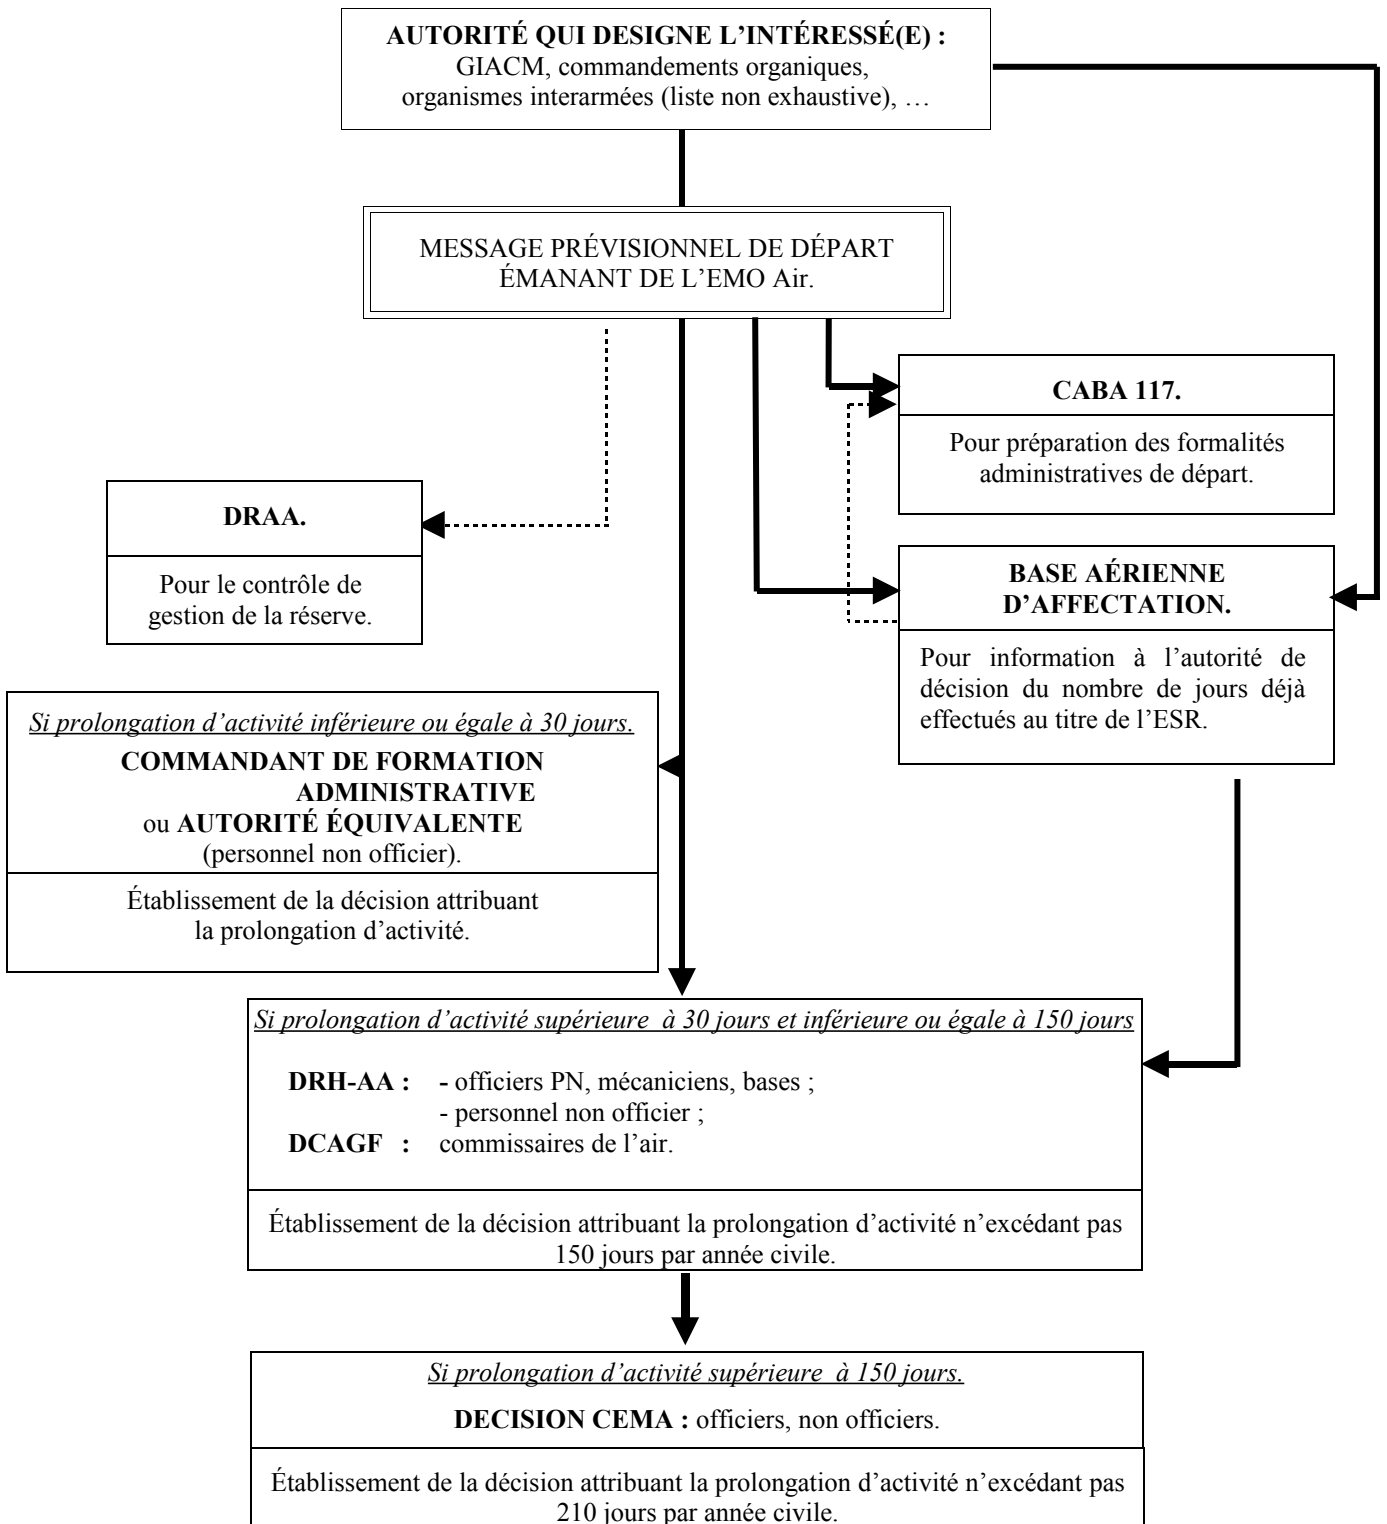 AUTORITÉ QUI DESIGNE L’INTÉRESSÉ(E) :
GIACM, commandements organiques,
organismes interarmées (liste non exhaustive), …
MESSAGE PRÉVISIONNEL DE DÉPART
ÉMANANT DE L’EMO Air.
CABA 117.
Pour préparation des formalités
administratives de départ.
DRAA.
Pour le contrôle de
gestion de la réserve.
BASE AÉRIENNE
D’AFFECTATION.
Pour information à l’autorité de
décision du nombre de jours déjà
effectués au titre de l’ESR.
Si prolongation d’activité inférieure ou égale à 30 jours.
COMMANDANT DE FORMATION
ADMINISTRATIVE
ou AUTORITÉ ÉQUIVALENTE
(personnel non officier).
Établissement de la décision attribuant
la prolongation d’activité.
Si prolongation d’activité supérieure  à 30 jours et inférieure ou égale à 150 jours
DRH-AA : - officiers PN, mécaniciens, bases ;
- personnel non officier ;
DCAGF : commissaires de l’air.
Établissement de la décision attribuant la prolongation d’activité n’excédant pas
150 jours par année civile.
Si prolongation d’activité supérieure  à 150 jours.
DECISION CEMA : officiers, non officiers.
Établissement de la décision attribuant la prolongation d’activité n’excédant pas
210 jours par année civile.